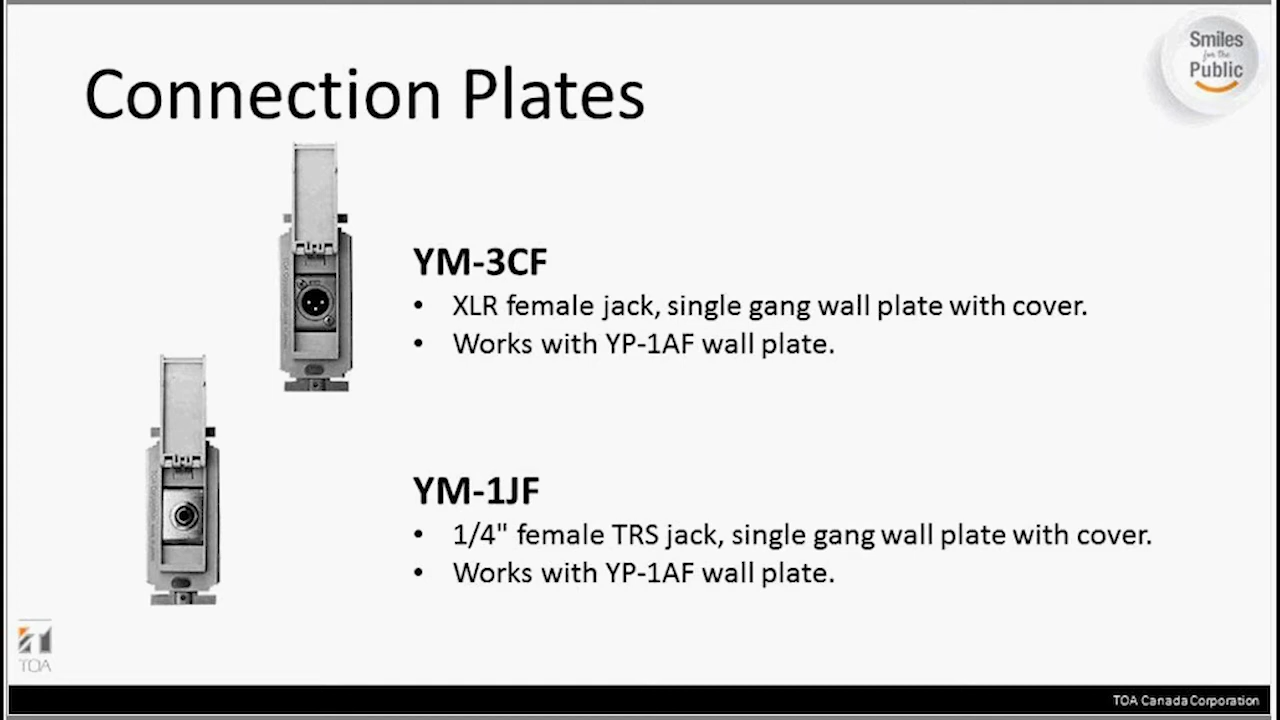 Smiles
for the
Public
Connection Plates
YM-3CF
• XLR female jack, single gang wall plate with cover.
• Works with YP-1AF wall plate.
YM-1JF
• 1/4" female TRS jack, single gang wall plate with cover.
• Works with YP-1AF wall plate.
TOA
TOA Canada Corporation